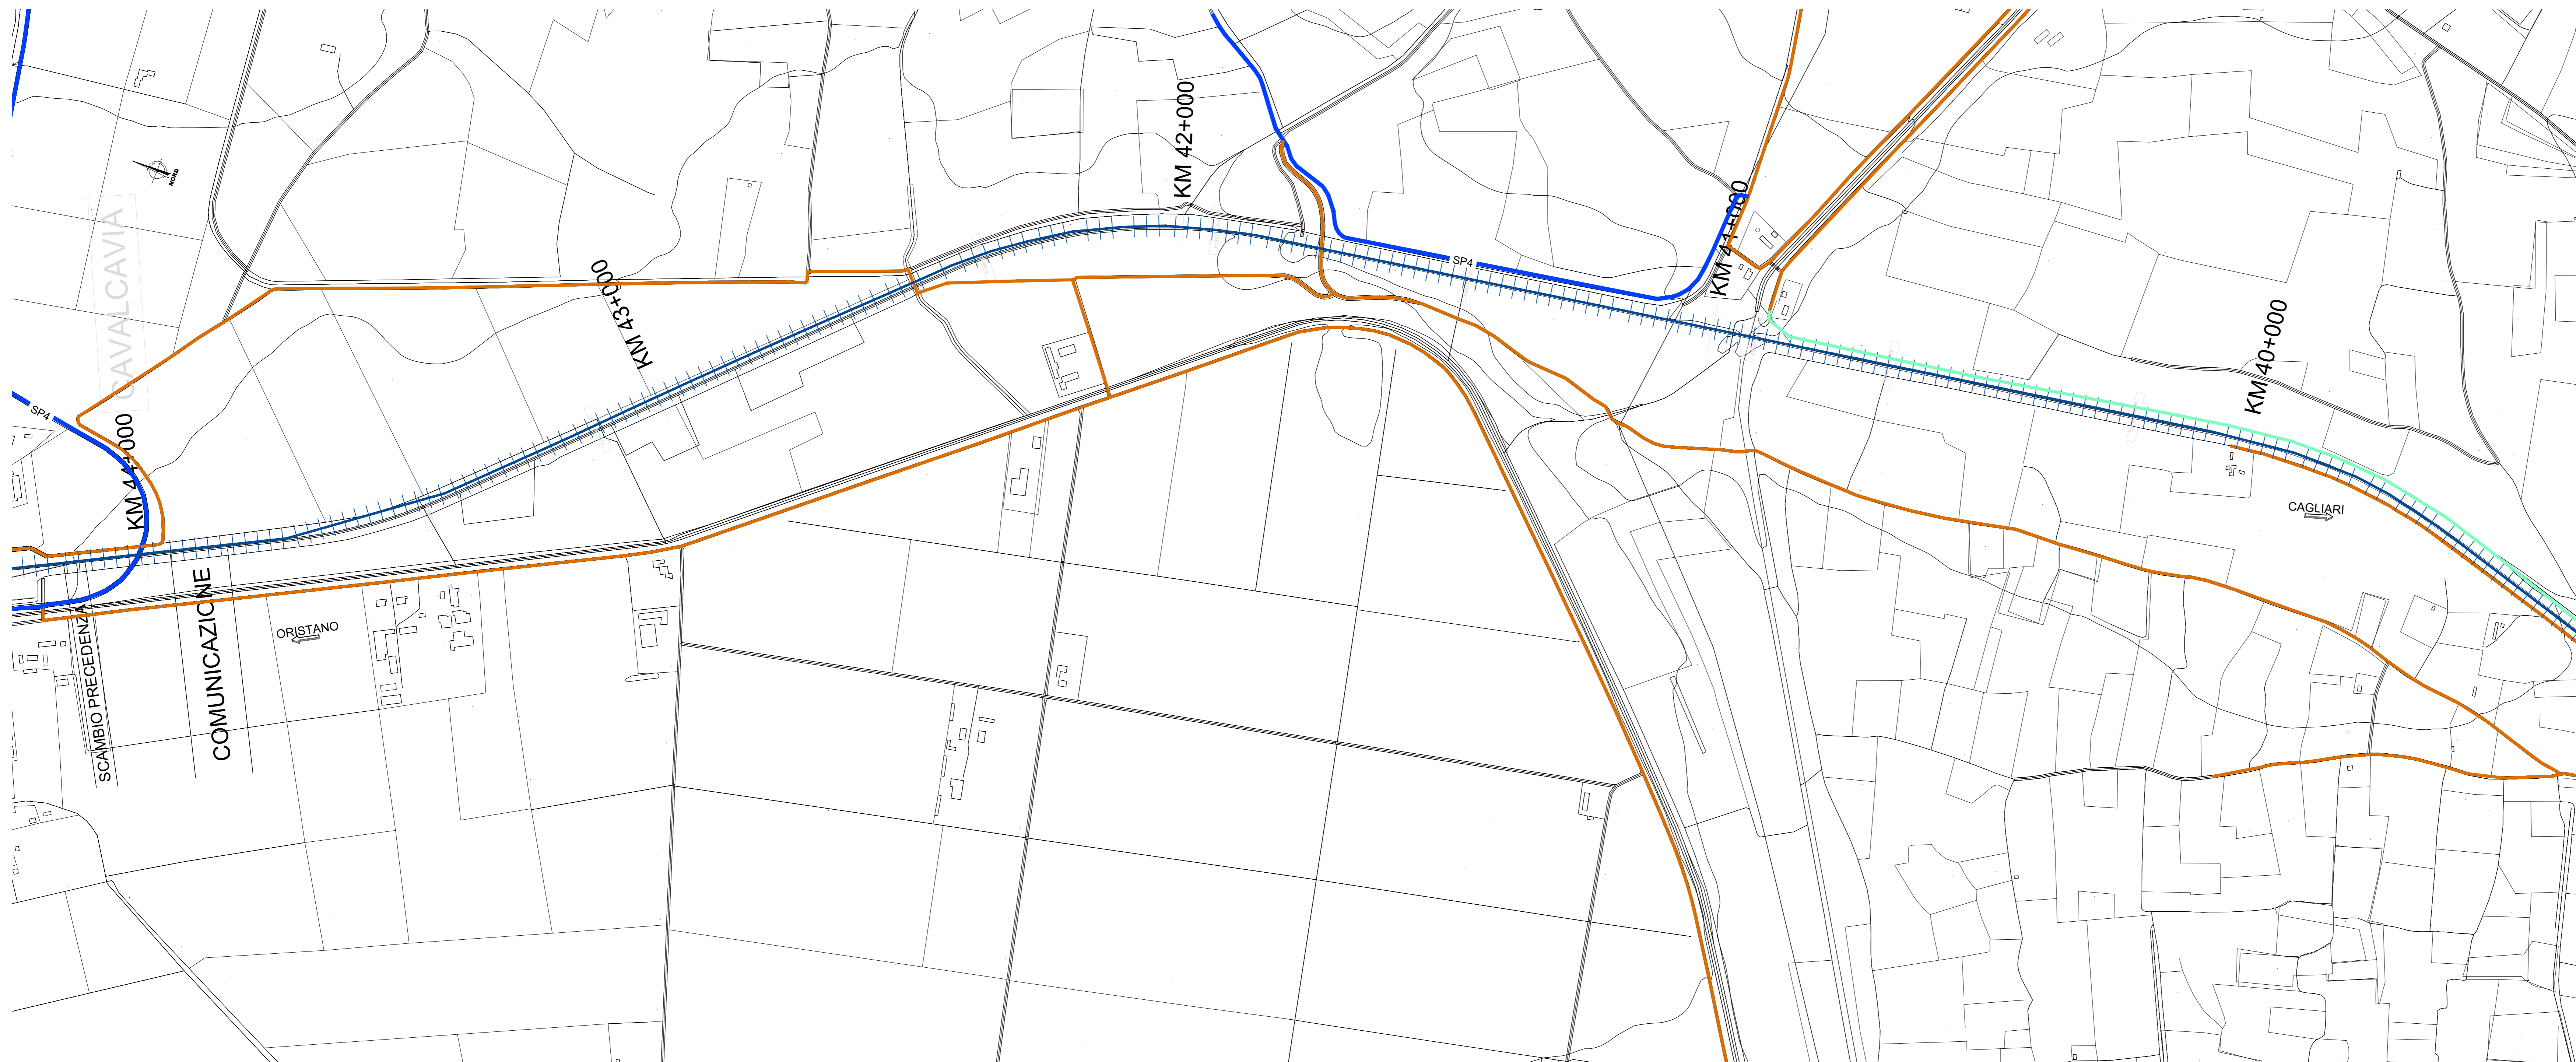 KM 42+000
NORD
CAVALCAVIA
KM 41+000
SP4
KM 43+000
KM 40+000
SP4
KM 44+000
CAGLIARI
COMUNICAZIONE
SCAMBIO PRECEDENZA
ORISTANO